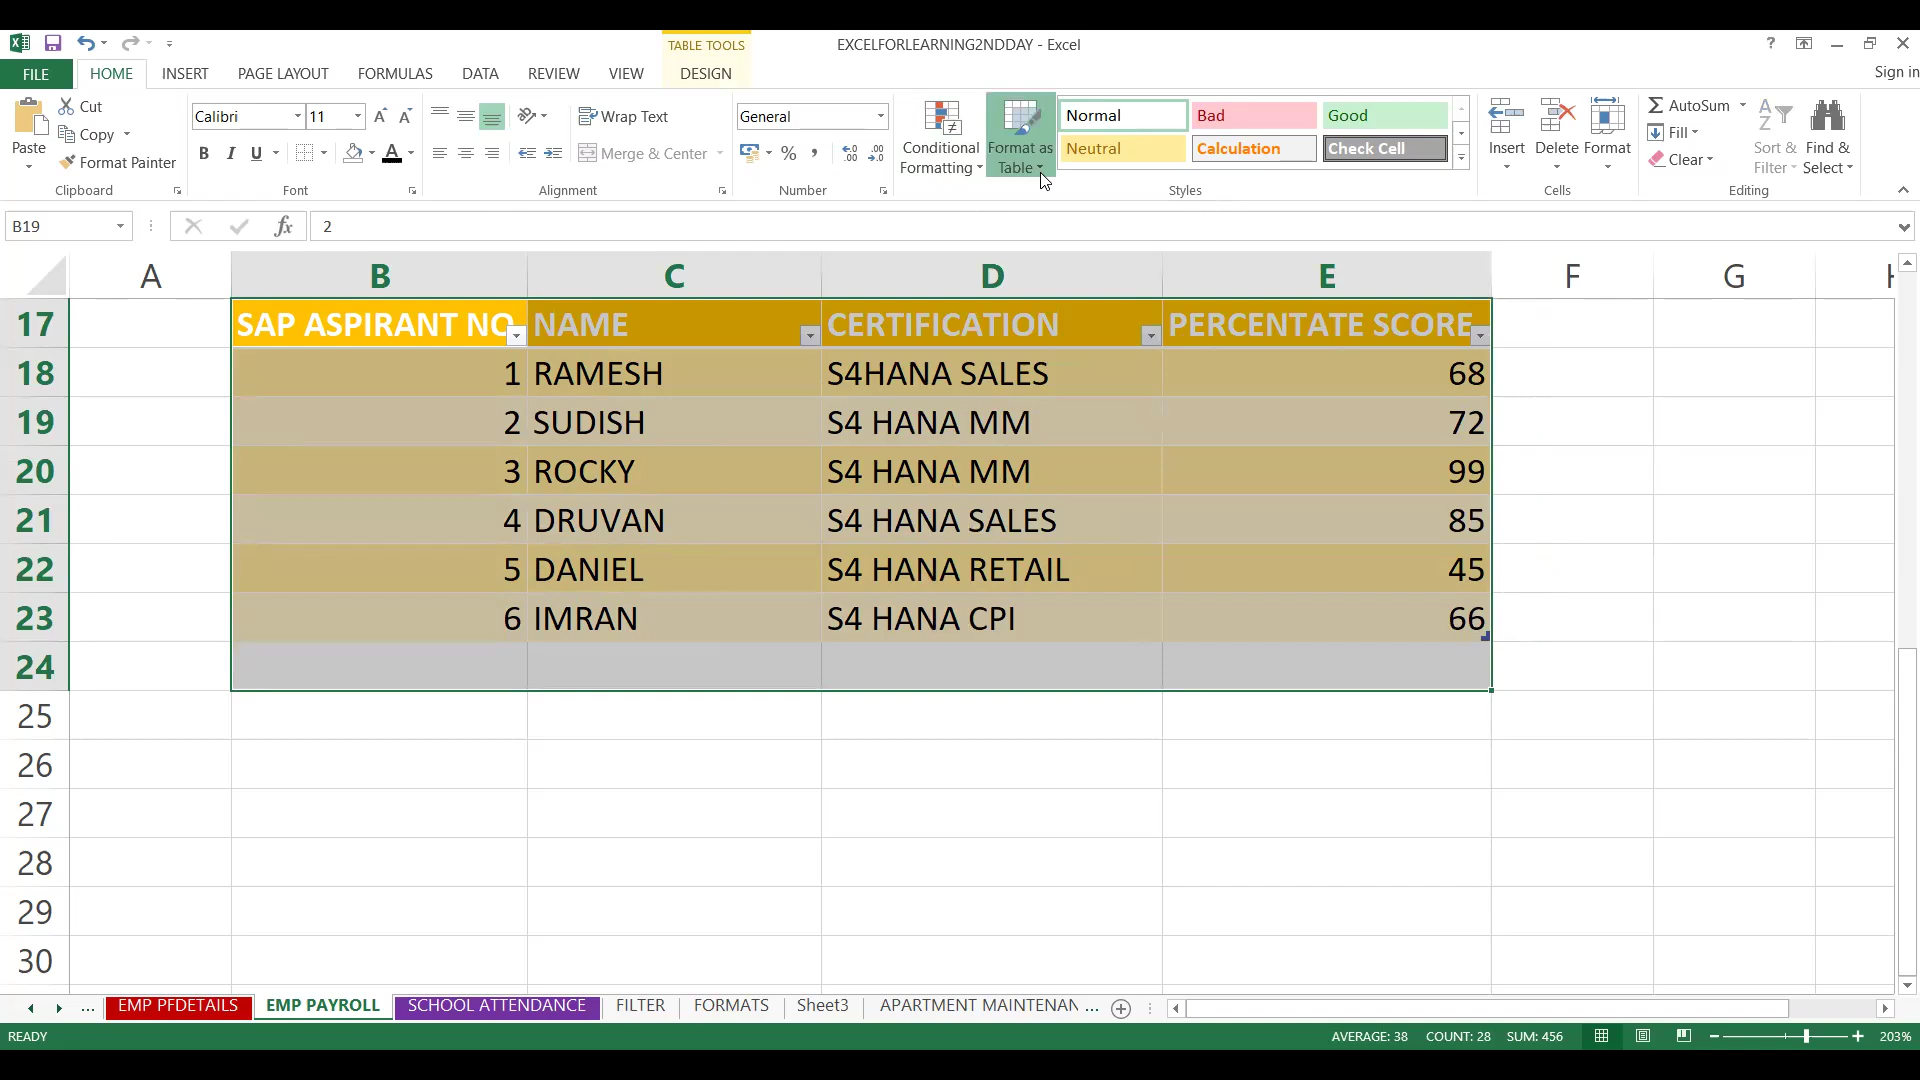 TABLE TOOLS EXCELFORLEARNING2NDDAY - Excel ?
Sign in
FILE HOME INSERT PAGE LAYOUT FORMULAS DATA REVIEW VIEW DESIGN
Paste Cut Copy Format Painter Clipboard
Calibri 11 A A B I U A Font
Wrap Text Merge & Center Alignment
General % , .00 Number
Conditional Formatting Format as Table
Normal Bad Good
Neutral Calculation Check Cell
Styles
Insert Delete Format Cells
AutoSum Fill Clear Sort & Filter Find & Select Editing
B19 fx 2
A B C D E F G H
17 SAP ASPIRANT NO NAME CERTIFICATION PERCENTATE SCORE
18 1 RAMESH S4HANA SALES 68
19 2 SUDISH S4 HANA MM 72
20 3 ROCKY S4 HANA MM 99
21 4 DRUVAN S4 HANA SALES 85
22 5 DANIEL S4 HANA RETAIL 45
23 6 IMRAN S4 HANA CPI 66
24
25
26
27
28
29
30
... EMP PFDETAILS EMP PAYROLL SCHOOL ATTENDANCE FILTER FORMATS Sheet3 APARTMENT MAINTENAN ...
READY AVERAGE: 38 COUNT: 28 SUM: 456 203%